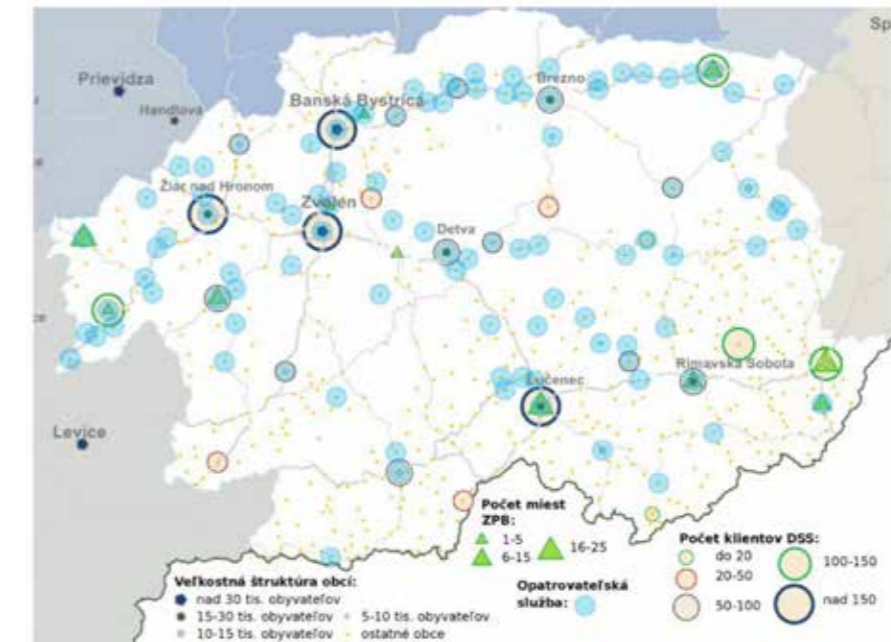 Sp
Prievidza
Handlova
Banská Bystrica
Brezno
Žiar nad Hronom
Zvolen
Detva
Lučenec
Rimavská Sobota
Levice
Počet miest
ZPB:
1-5
6-15
16-25
Počet klientov DSS:
do 20
20-50
50-100
100-150
nad 150
Opatrovateľská
služba:
Veľkostná štruktúra obcí:
nad 30 tis. obyvateľov
15-30 tis. obyvateľov
5-10 tis. obyvateľov
10-15 tis. obyvateľov
ostatné obce